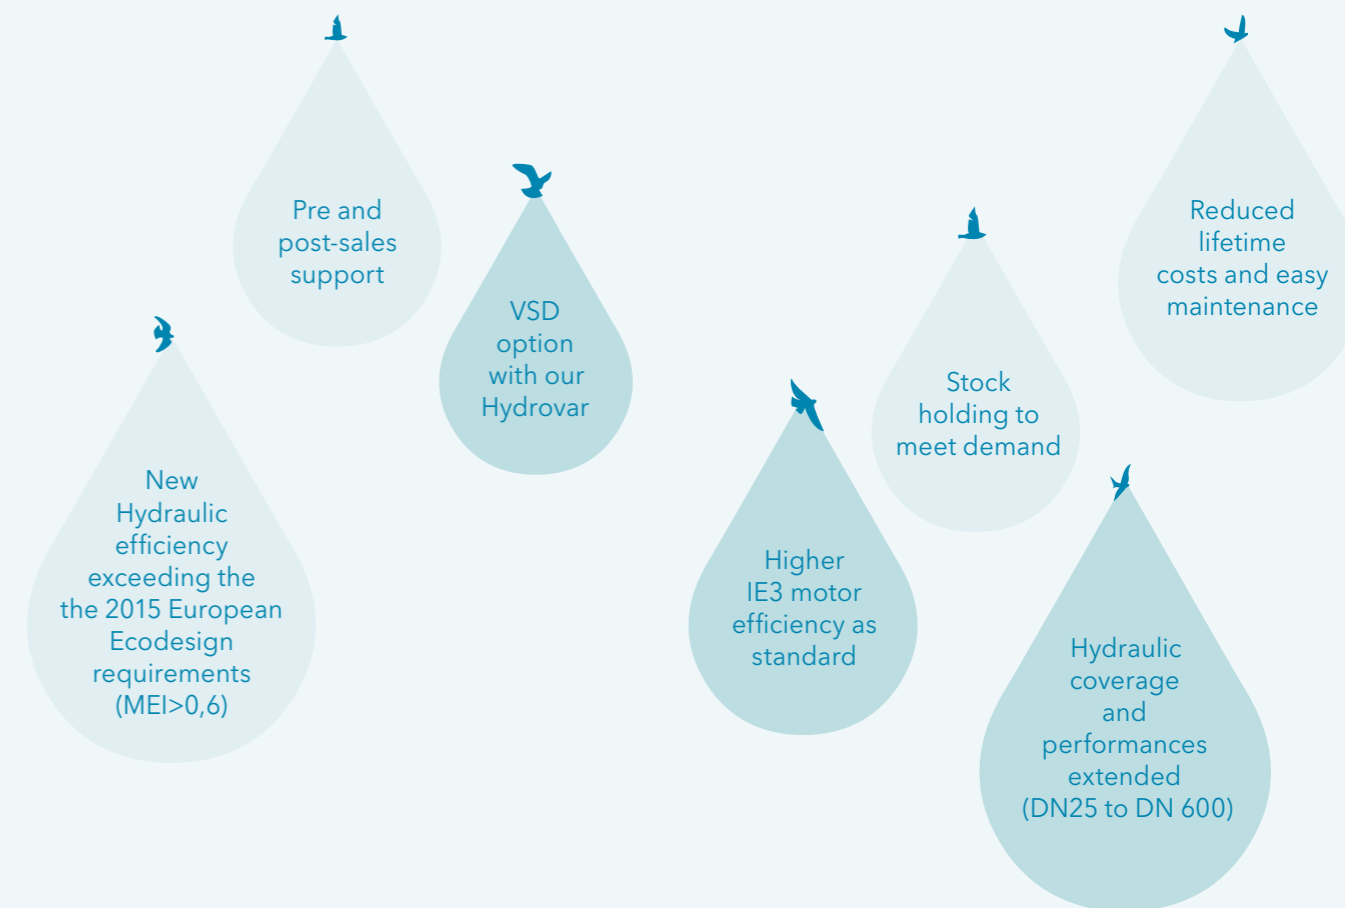 Pre and
post-sales
support
VSD
option
with our
Hydrovar
New
Hydraulic
efficiency
exceeding the
the 2015 European
Ecodesign
requirements
(MEI>0,6)
Reduced
lifetime
costs and easy
maintenance
Stock
holding to
meet demand
Higher
IE3 motor
efficiency as
standard
Hydraulic
coverage
and
performances
extended
(DN25 to DN 600)